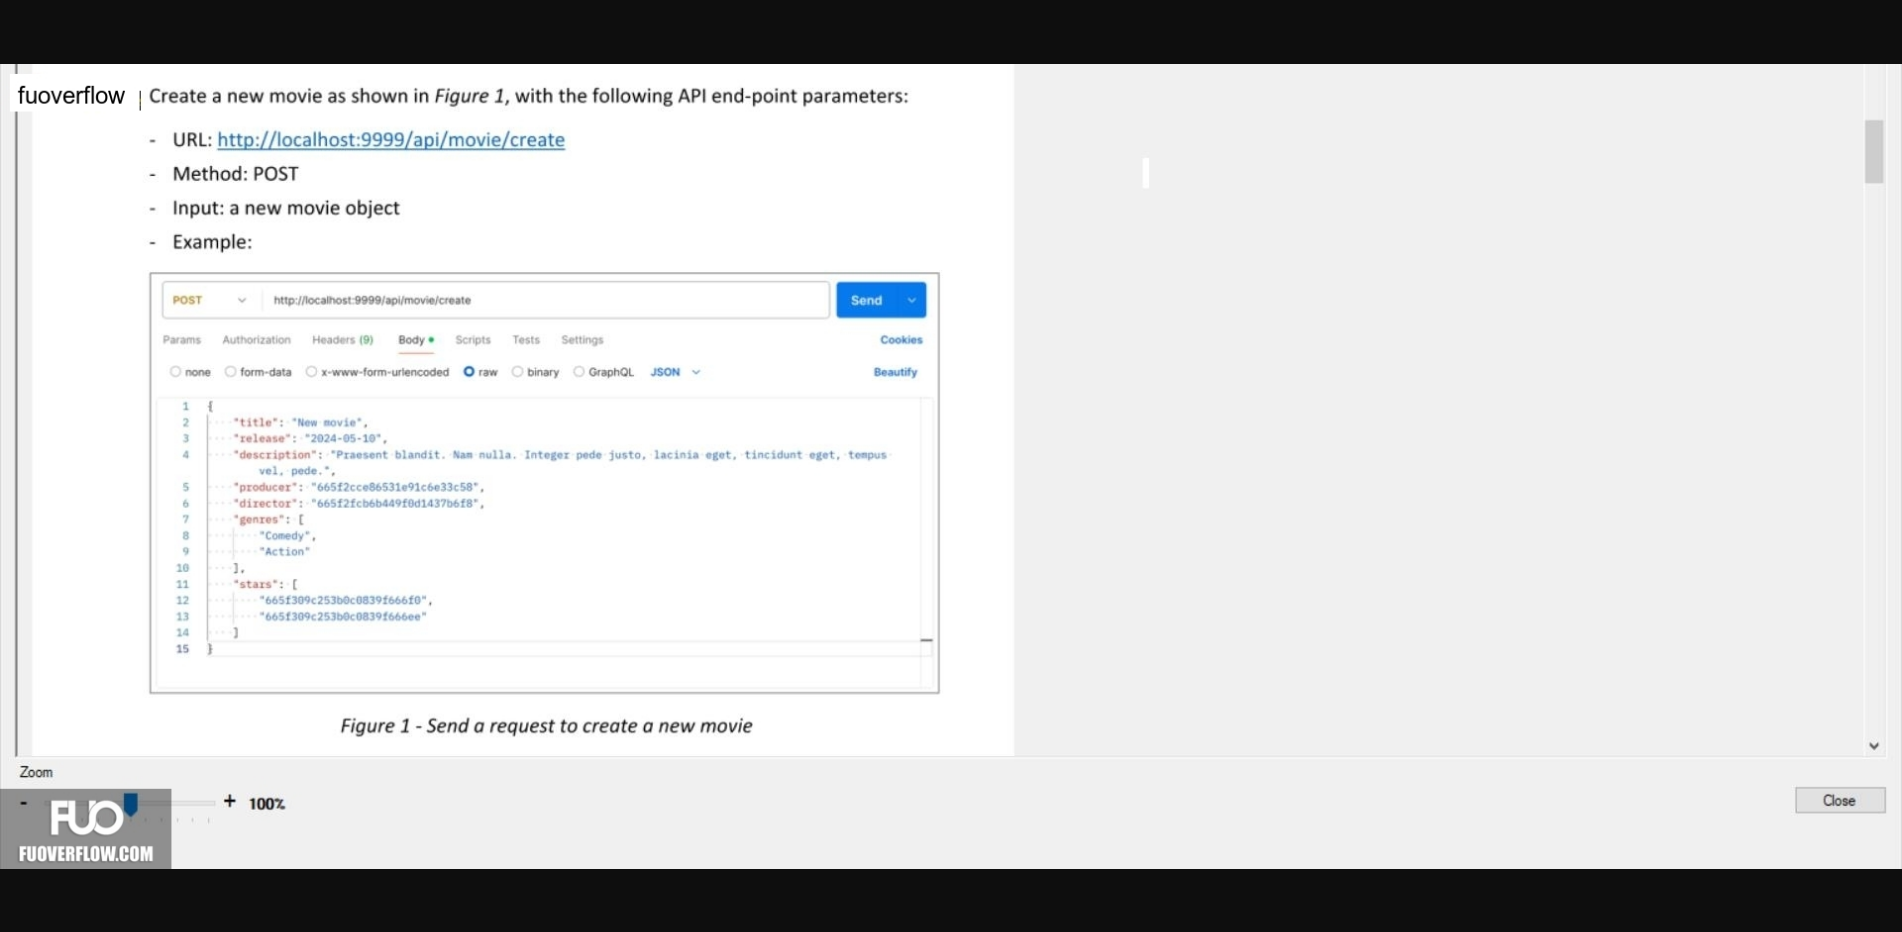 fuoverflow
Create a new movie as shown in Figure 1, with the following API end-point parameters:
- URL: http://localhost:9999/api/movie/create
- Method: POST
- Input: a new movie object
- Example:
POST http://localhost:9999/api/movie/create Send
Params Authorization Headers (9) Body Scripts Tests Settings Cookies
none form-data x-www-form-urlencoded raw binary GraphQL JSON Beautify
1 {
2 "title": "New movie",
3 "release": "2024-05-10",
4 "description": "Praesent blandit. Nam nulla. Integer pede justo, lacinia eget, tincidunt eget, tempus
vel, pede.",
5 "producer": "665f2cce86531e91c6e33c58",
6 "director": "665f2fcb6b449f0d1437b6f8",
7 "genres": [
8 "Comedy",
9 "Action"
10 ],
11 "stars": [
12 "665f309c253b0c0839f666f0",
13 "665f309c253b0c0839f666ee"
14 ]
15 }
Figure 1 - Send a request to create a new movie
Zoom
- + 100%
Close
FUO
FUOVERFLOW.COM